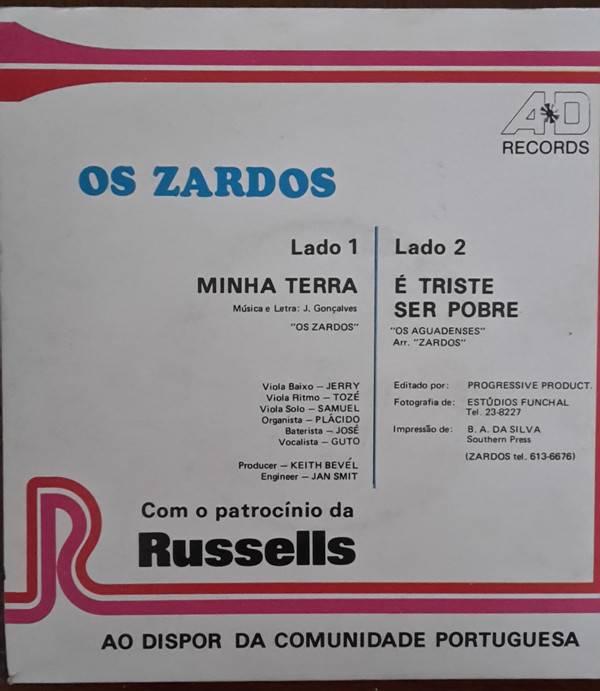 AD
RECORDS
OS ZARDOS
Lado 1
MINHA TERRA
Música e Letra: J. Gonçalves
"OS ZARDOS"
Viola Baixo — JERRY
Viola Ritmo — TOZÉ
Viola Solo — SAMUEL
Organista — PLÁCIDO
Baterista — JOSÉ
Vocalista — GUTO
Producer — KEITH BEVÉL
Engineer — JAN SMIT
Lado 2
É TRISTE
SER POBRE
"OS AGUADENSES"
Arr. "ZARDOS"
Editado por: PROGRESSIVE PRODUCT.
Fotografia de: ESTÚDIOS FUNCHAL
Tel. 23-8227
Impressão de: B. A. DA SILVA
Southern Press
(ZARDOS tel. 613-6676)
Com o patrocínio da
Russells
R
AO DISPOR DA COMUNIDADE PORTUGUESA